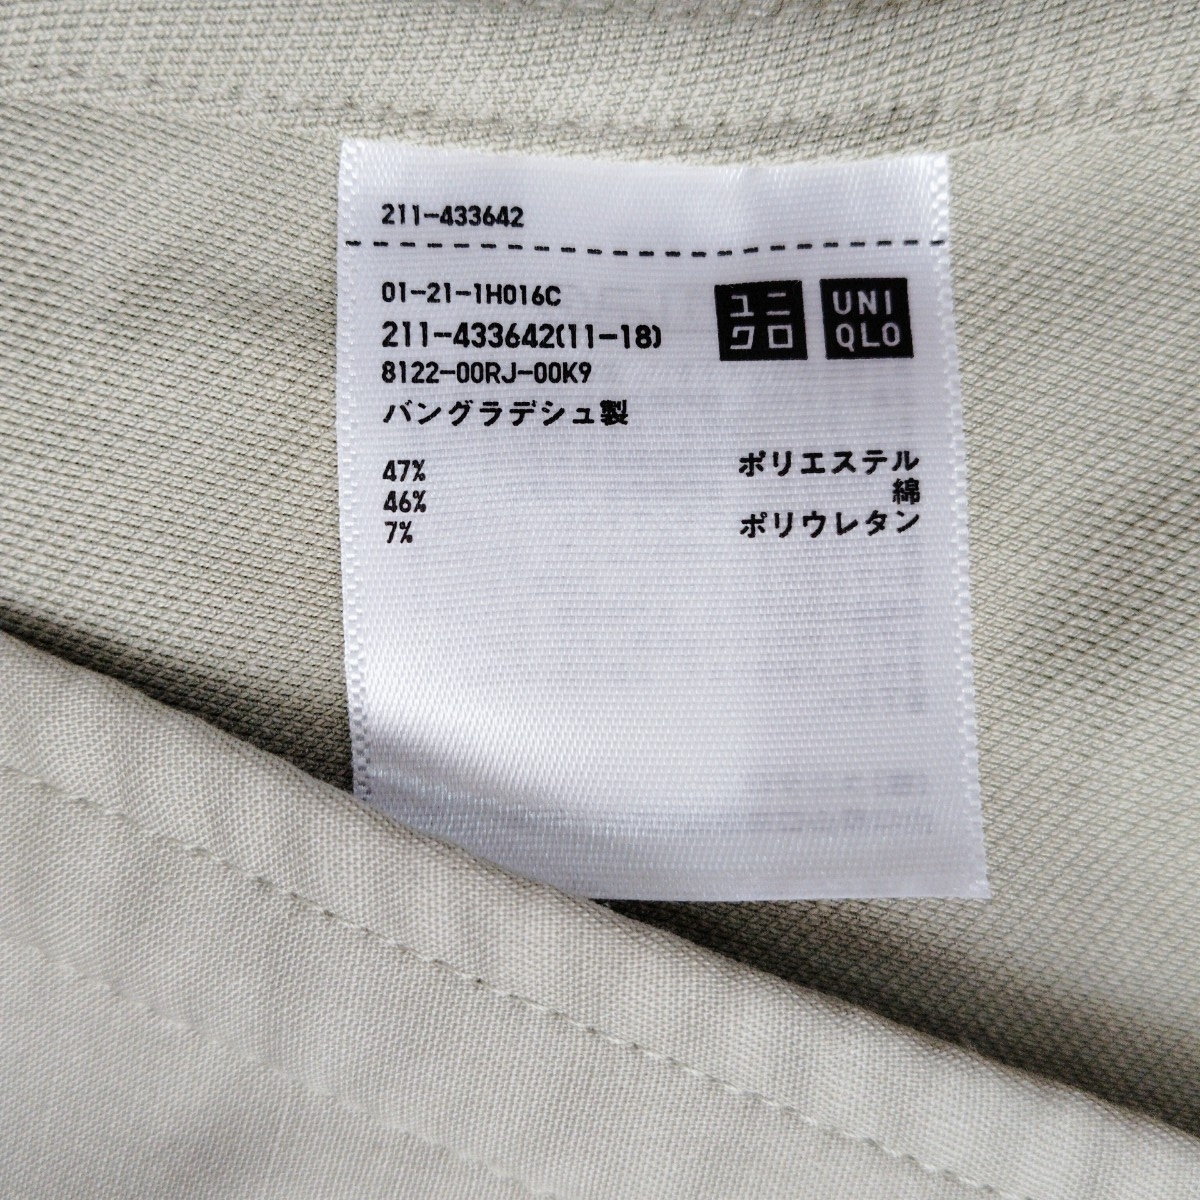 211-433642
01-21-1H016C
211-433642(11-18)
8122-00RJ-00K9
バングラデシュ製
ユニ
クロ
UNI
QLO
47% ポリエステル
46% 綿
7% ポリウレタン